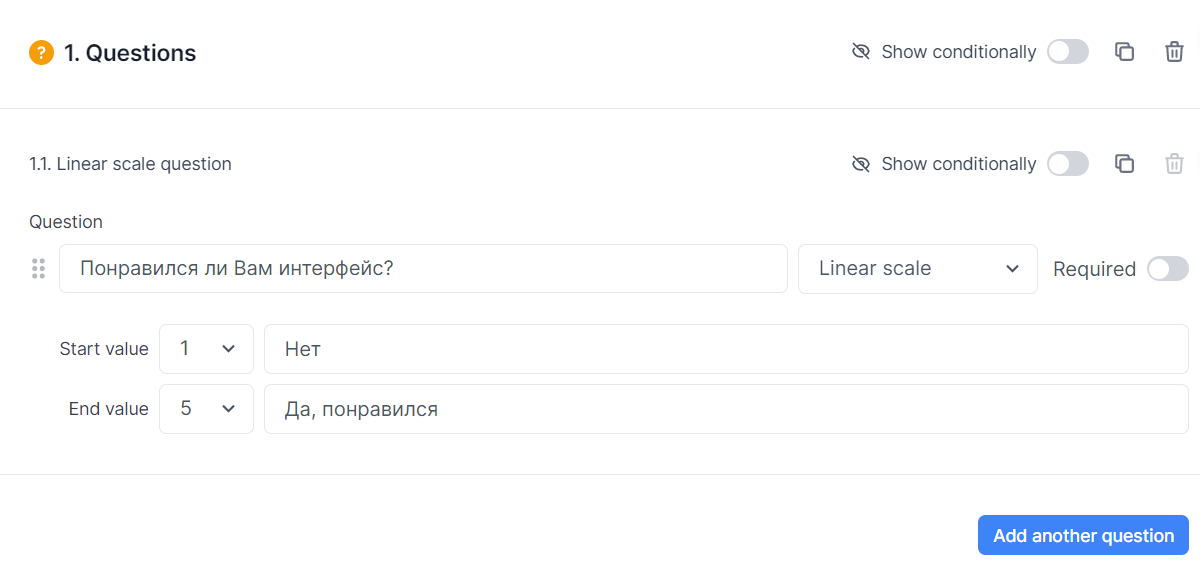 ? 1. Questions Show conditionally
1.1. Linear scale question Show conditionally
Question
Понравился ли Вам интерфейс? Linear scale Required
Start value 1 Нет
End value 5 Да, понравился
Add another question